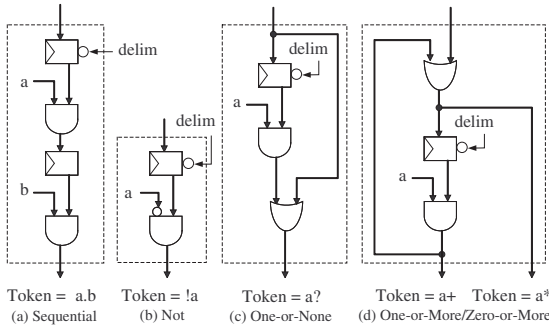 delim
a
b
Token = a.b
(a) Sequential
delim
a
Token = !a
(b) Not
delim
a
Token = a?
(c) One-or-None
delim
a
Token = a+ Token = a*
(d) One-or-More/Zero-or-More